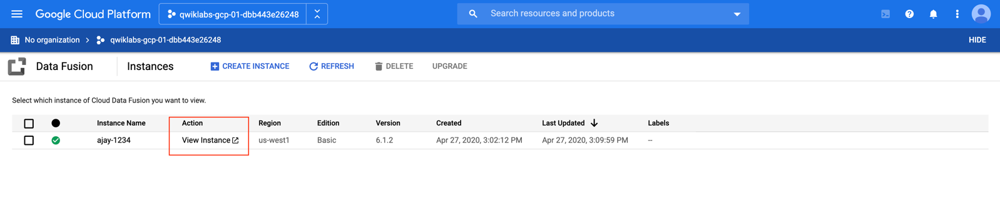 Google Cloud Platform qwiklabs-gcp-01-dbb443e26248 Search resources and products
No organization qwiklabs-gcp-01-dbb443e26248 HIDE
Data Fusion Instances CREATE INSTANCE REFRESH DELETE UPGRADE
Select which instance of Cloud Data Fusion you want to view.
Instance Name Action Region Edition Version Created Last Updated Labels
ajay-1234 View Instance us-west1 Basic 6.1.2 Apr 27, 2020, 3:02:12 PM Apr 27, 2020, 3:09:59 PM --